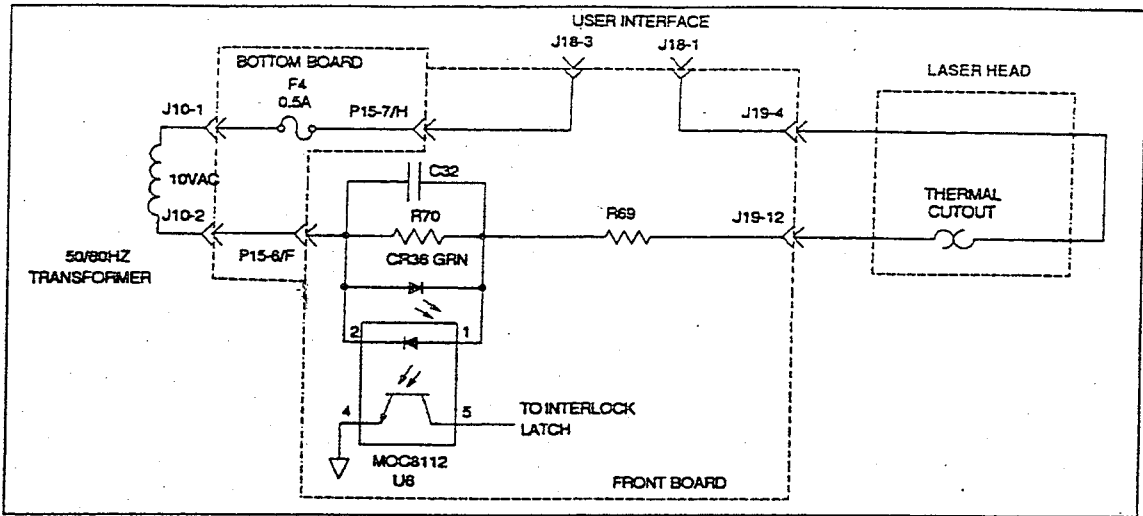 USER INTERFACE
J18-3
J18-1
BOTTOM BOARD
F4
0.5A
LASER HEAD
J10-1
P15-7/H
J19-4
10VAC
C32
THERMAL
CUTOUT
J10-2
R70
R69
J19-12
P15-6/F
CR36 GRN
50/60HZ
TRANSFORMER
2
1
4
5
TO INTERLOCK
LATCH
MOC8112
U6
FRONT BOARD